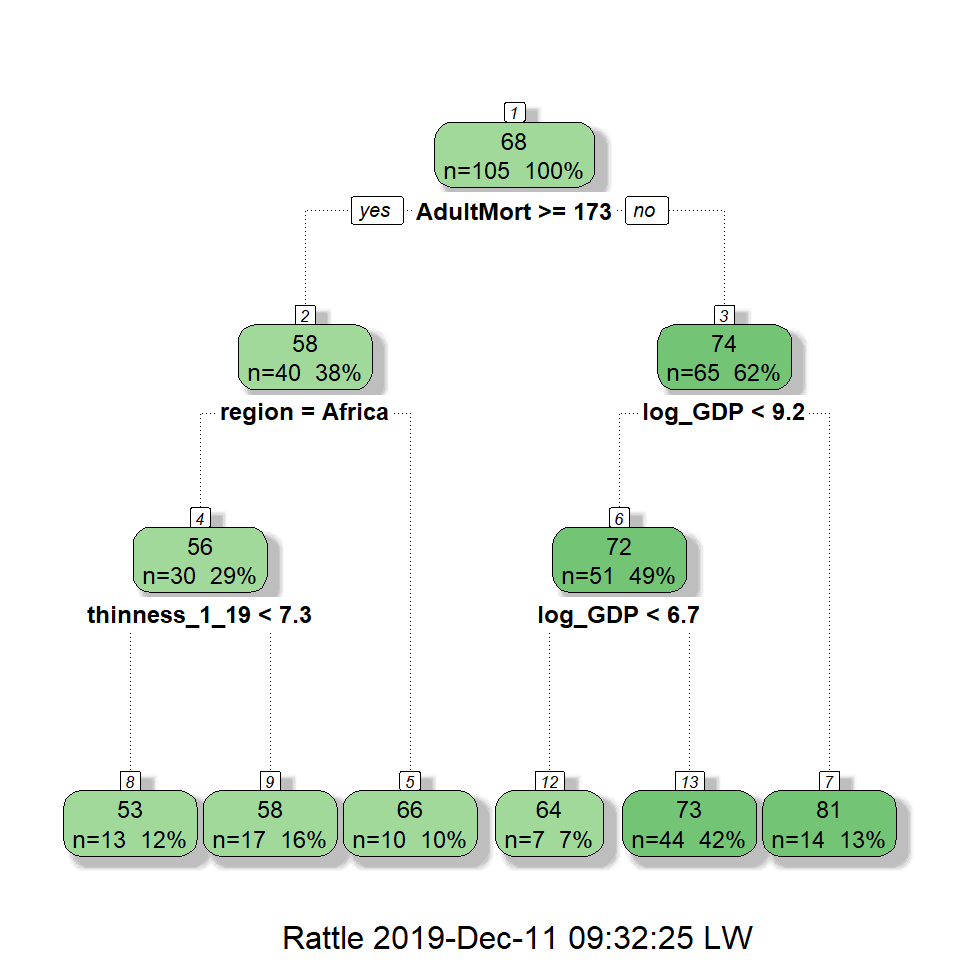 1
68
n=105 100%
yes AdultMort >= 173 no
2 3
58 74
n=40 38% n=65 62%
region = Africa log_GDP < 9.2
4 6
56 72
n=30 29% n=51 49%
thinness_1_19 < 7.3 log_GDP < 6.7
8 9 5 12 13 7
53 58 66 64 73 81
n=13 12% n=17 16% n=10 10% n=7 7% n=44 42% n=14 13%
Rattle 2019-Dec-11 09:32:25 LW